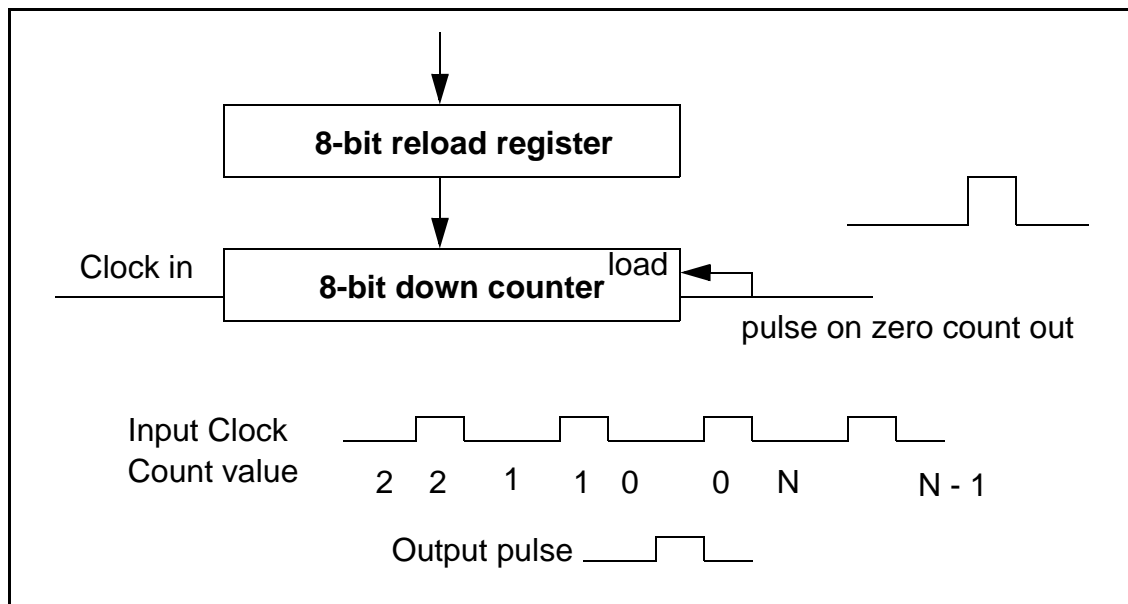 8-bit reload register
Clock in
load
8-bit down counter
pulse on zero count out
Input Clock
Count value
2 2 1 1 0 0 N N - 1
Output pulse